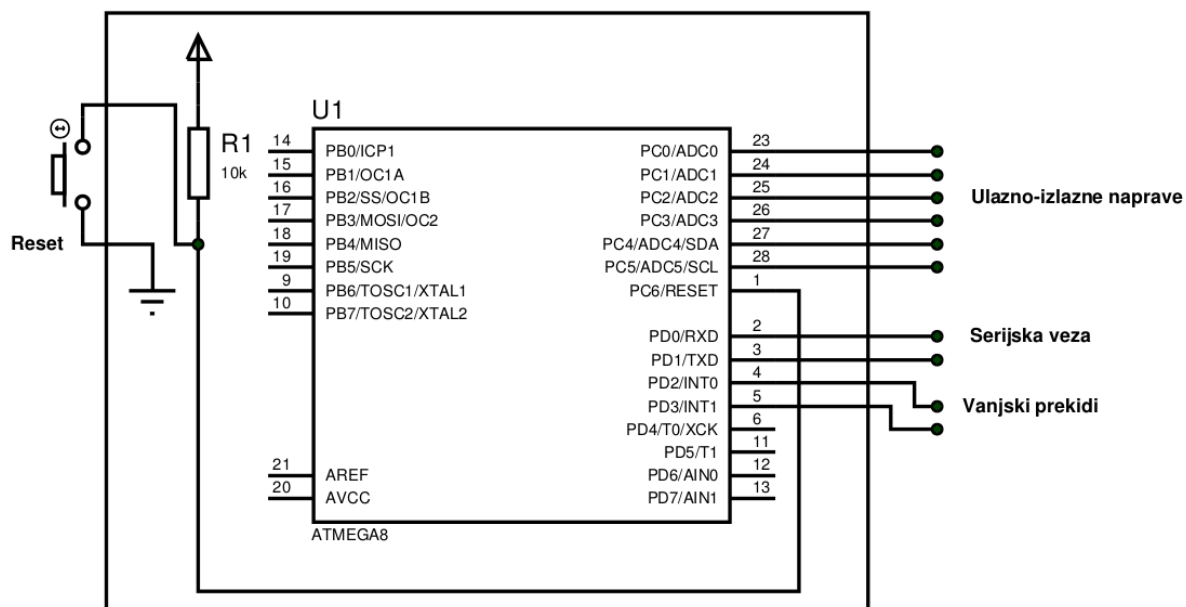 U1
R1
10k
Reset
14 PB0/ICP1
15 PB1/OC1A
16 PB2/SS/OC1B
17 PB3/MOSI/OC2
18 PB4/MISO
19 PB5/SCK
9 PB6/TOSC1/XTAL1
10 PB7/TOSC2/XTAL2
21 AREF
20 AVCC
PC0/ADC0 23
PC1/ADC1 24
PC2/ADC2 25
PC3/ADC3 26
PC4/ADC4/SDA 27
PC5/ADC5/SCL 28
PC6/RESET 1
PD0/RXD 2
PD1/TXD 3
PD2/INT0 4
PD3/INT1 5
PD4/T0/XCK 6
PD5/T1 11
PD6/AIN0 12
PD7/AIN1 13
ATMEGA8
Ulazno-izlazne naprave
Serijska veza
Vanjski prekidi